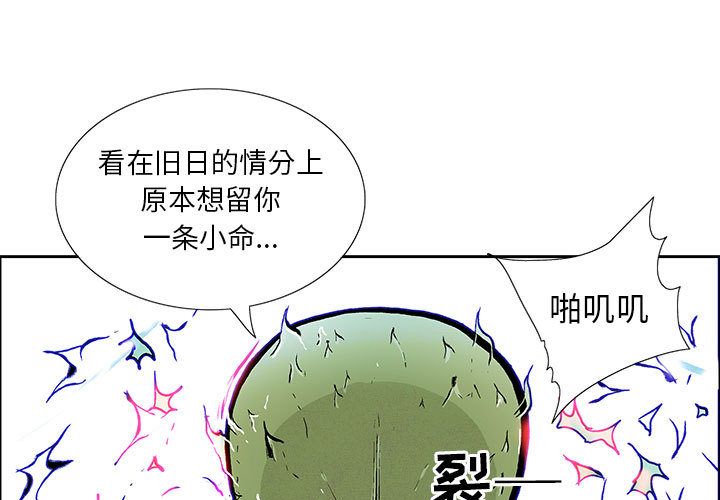 看在旧日的情分上
原本想留你
一条小命...
啪叽叽
裂——